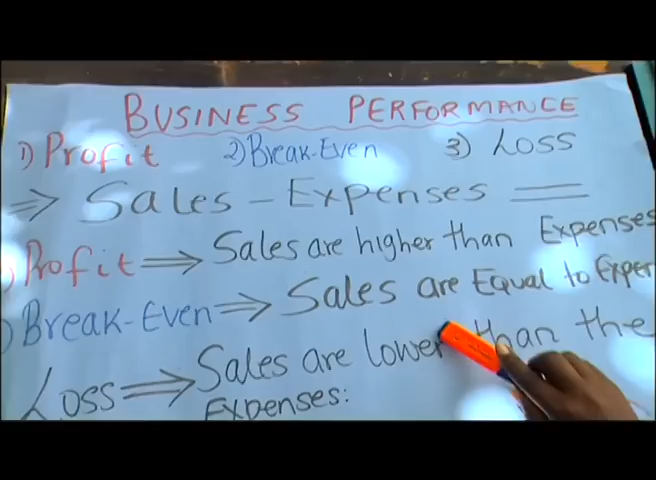 BUSINESS PERFORMANCE
1) Profit 2) Break-Even 3) Loss
⇒ Sales - Expenses =
) Profit ⇒ Sales are higher than Expenses
) Break-Even ⇒ Sales are Equal to Exper
Loss ⇒ Sales are lower than the
Expenses: